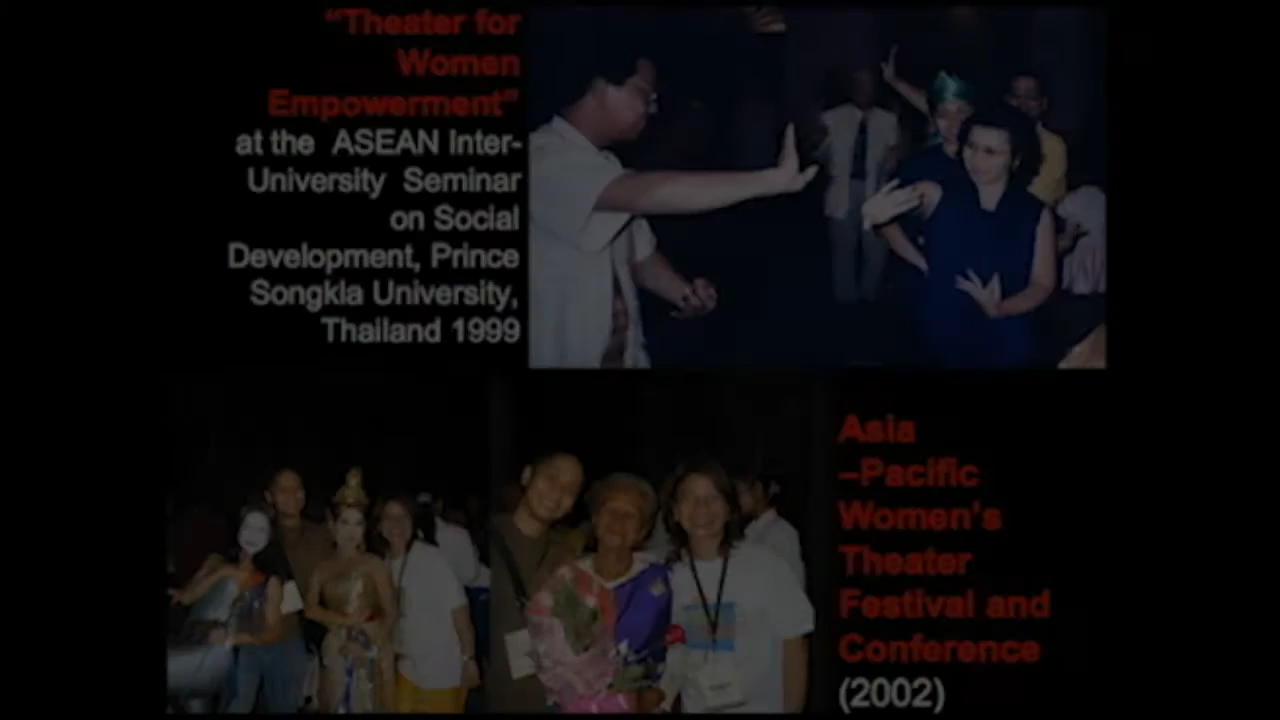 “Theater for
Women
Empowerment”
at the ASEAN Inter-
University Seminar
on Social
Development, Prince
Songkla University,
Thailand 1999
Asia
–Pacific
Women’s
Theater
Festival and
Conference
(2002)